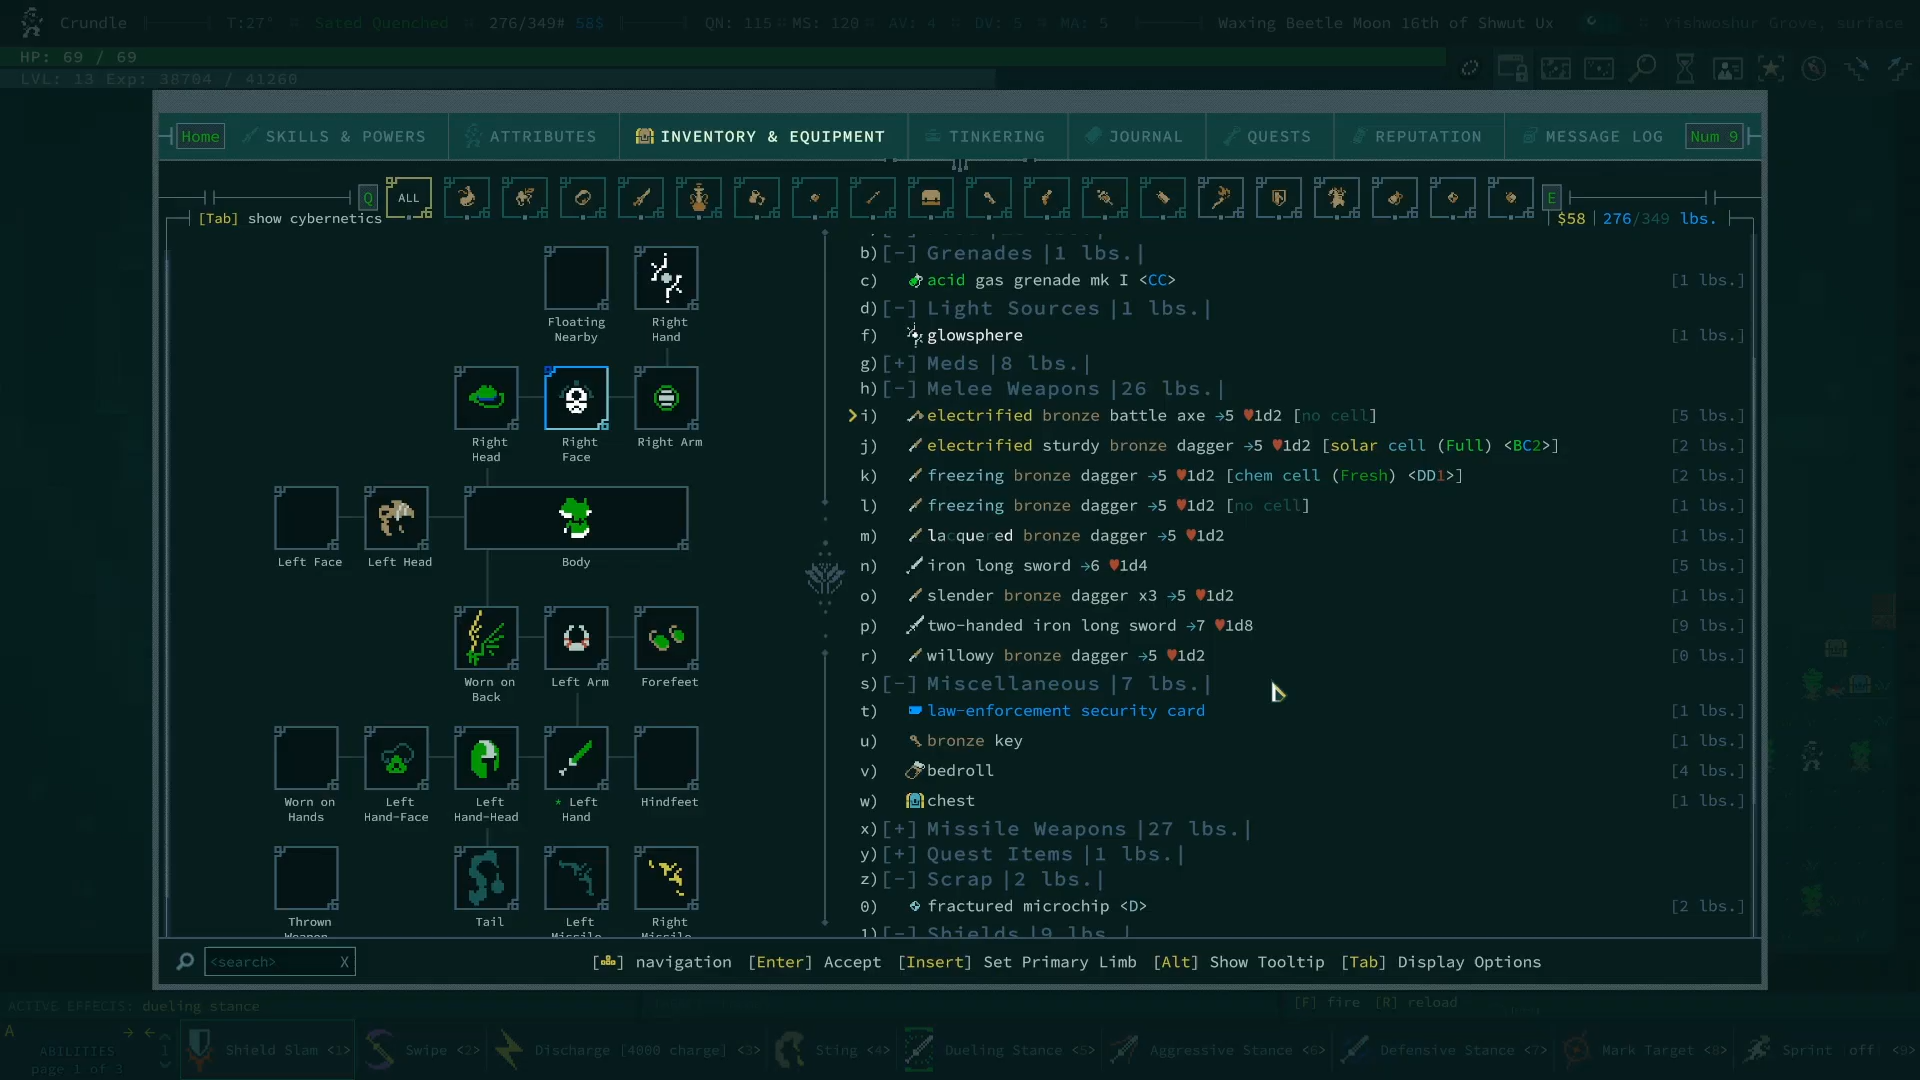 Crundle T:27° Sated Quenched 276/349# 58$ QN: 115 MS: 120 AV: 4 DV: 5 MA: 5 Waxing Beetle Moon 16th of Shwut Ux Yishwoshur Grove, surface
HP: 69 / 69
LVL: 13 Exp: 38704 / 41260
Home SKILLS & POWERS ATTRIBUTES INVENTORY & EQUIPMENT TINKERING JOURNAL QUESTS REPUTATION MESSAGE LOG Num 9
Q ALL E
[Tab] show cybernetics
$58 | 276/349 lbs.
Floating Nearby
Right Hand
Right Head
Right Face
Right Arm
Left Face
Left Head
Body
Worn on Back
Left Arm
Forefeet
Worn on Hands
Left Hand-Face
Left Hand-Head
* Left Hand
Hindfeet
Thrown
Tail
Left
Right
b) [-] Grenades |1 lbs.|
c) acid gas grenade mk I <CC> [1 lbs.]
d) [-] Light Sources |1 lbs.|
f) glowsphere [1 lbs.]
g) [+] Meds |8 lbs.|
h) [-] Melee Weapons |26 lbs.|
i) electrified bronze battle axe →5 ♥1d2 [no cell] [5 lbs.]
j) electrified sturdy bronze dagger →5 ♥1d2 [solar cell (Full) <BC2>] [2 lbs.]
k) freezing bronze dagger →5 ♥1d2 [chem cell (Fresh) <DD1>] [2 lbs.]
l) freezing bronze dagger →5 ♥1d2 [no cell] [1 lbs.]
m) lacquered bronze dagger →5 ♥1d2 [1 lbs.]
n) iron long sword →6 ♥1d4 [5 lbs.]
o) slender bronze dagger x3 →5 ♥1d2 [1 lbs.]
p) two-handed iron long sword →7 ♥1d8 [9 lbs.]
r) willowy bronze dagger →5 ♥1d2 [0 lbs.]
s) [-] Miscellaneous |7 lbs.|
t) law-enforcement security card [1 lbs.]
u) bronze key [1 lbs.]
v) bedroll [4 lbs.]
w) chest [1 lbs.]
x) [+] Missile Weapons |27 lbs.|
y) [+] Quest Items |1 lbs.|
z) [-] Scrap |2 lbs.|
0) fractured microchip <D> [2 lbs.]
1) [-] Shields |9 lbs.|
<search> X
navigation [Enter] Accept [Insert] Set Primary Limb [Alt] Show Tooltip [Tab] Display Options
ACTIVE EFFECTS: dueling stance
[F] fire [R] reload
A
ABILITIES
page 1 of 3
1
Shield Slam <1> Swipe <2> Discharge [4000 charge] <3> Sting <4> Dueling Stance <5> Aggressive Stance <6> Defensive Stance <7> Mark Target <8> Sprint off <9>